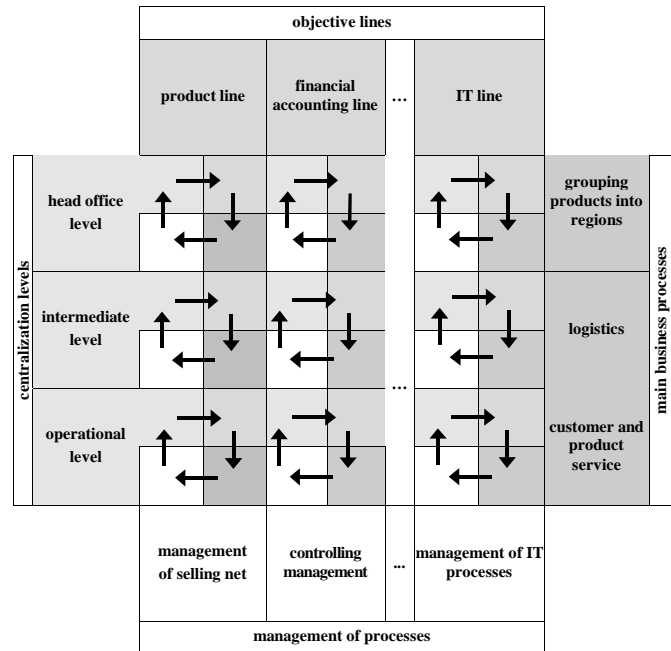 objective lines
product line
financial
accounting line
...
IT line
centralization levels
head office
level
grouping
products into
regions
main business processes
intermediate
level
logistics
...
operational
level
customer and
product
service
management
of selling net
controlling
management
...
management of IT
processes
management of processes